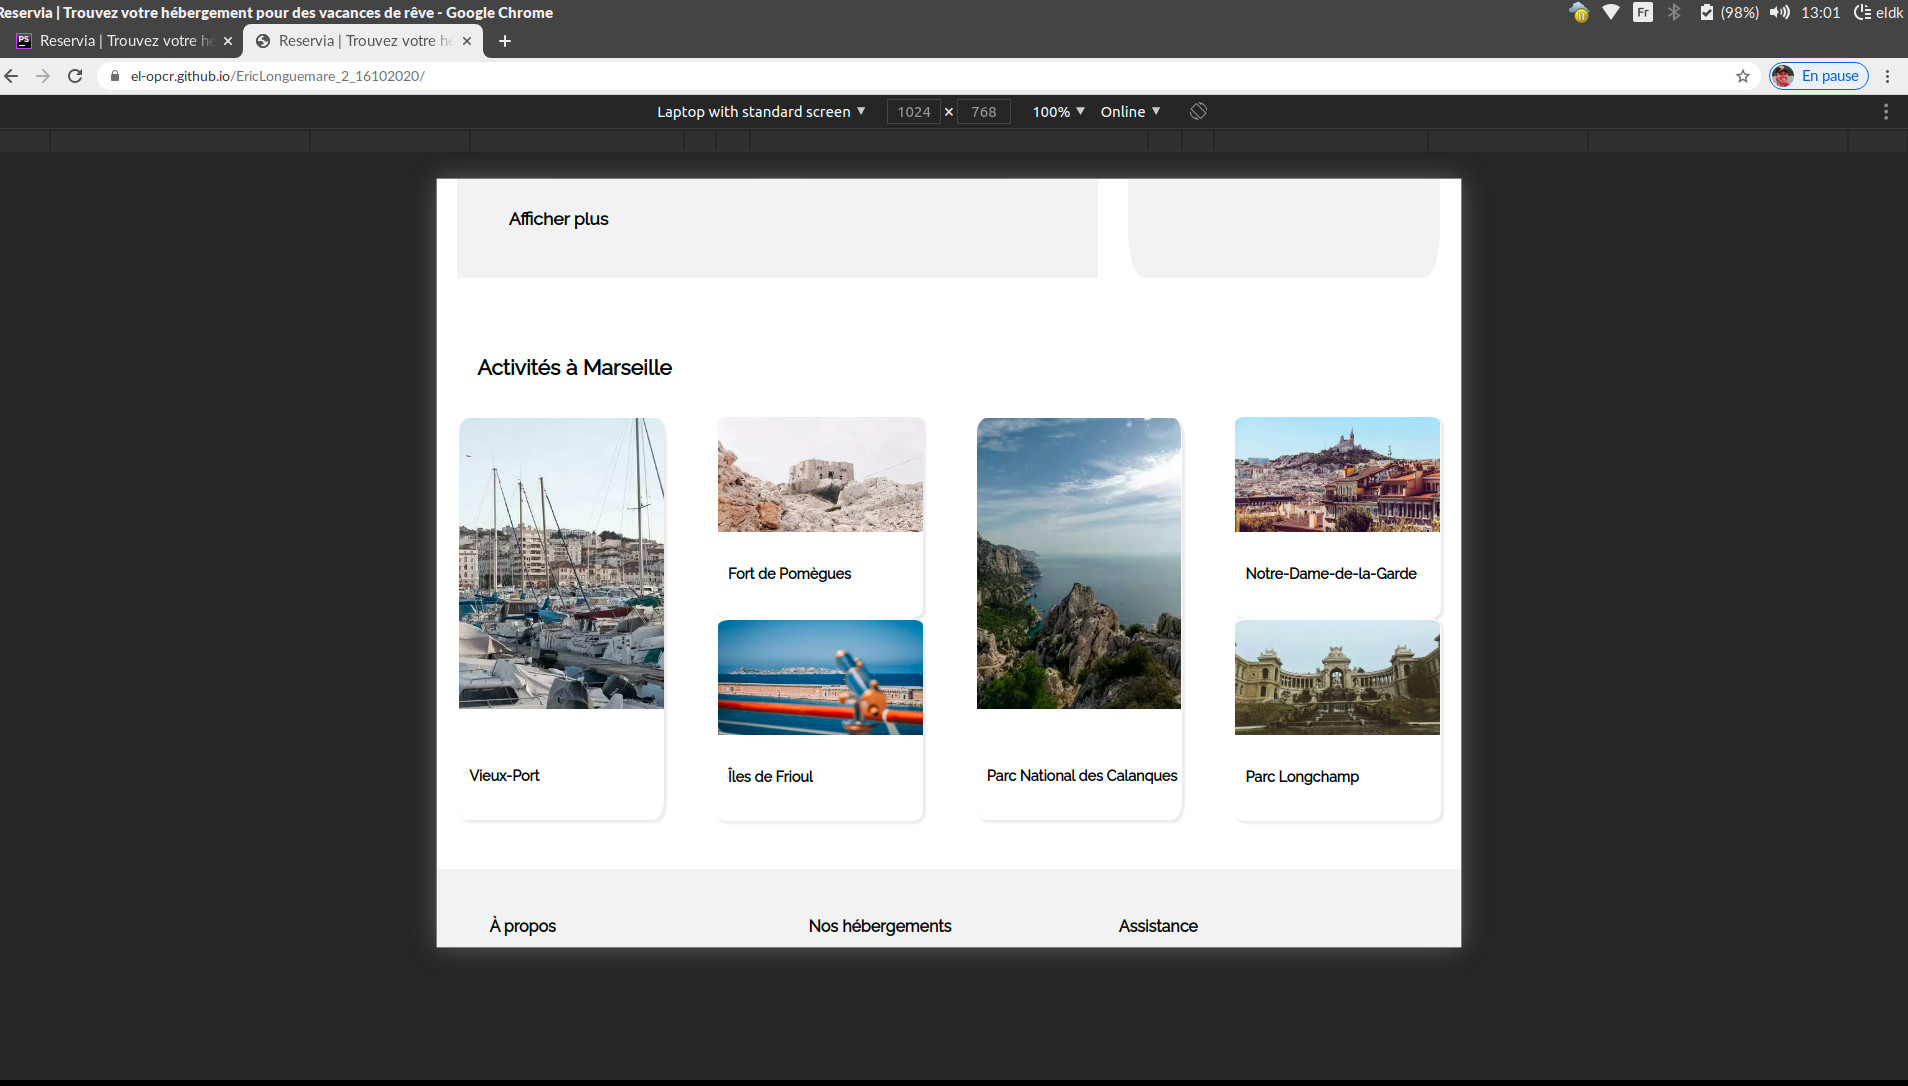 Reservia | Trouvez votre hébergement pour des vacances de rêve - Google Chrome
Fr (98%) 13:01 eldk
PS Reservia | Trouvez votre
Reservia | Trouvez votre
el-opcr.github.io/EricLonguemare_2_16102020/
En pause
Laptop with standard screen 1024 × 768 100% Online
Afficher plus
Activités à Marseille
Fort de Pomègues
Notre-Dame-de-la-Garde
Vieux-Port
Îles de Frioul
Parc National des Calanques
Parc Longchamp
À propos
Nos hébergements
Assistance